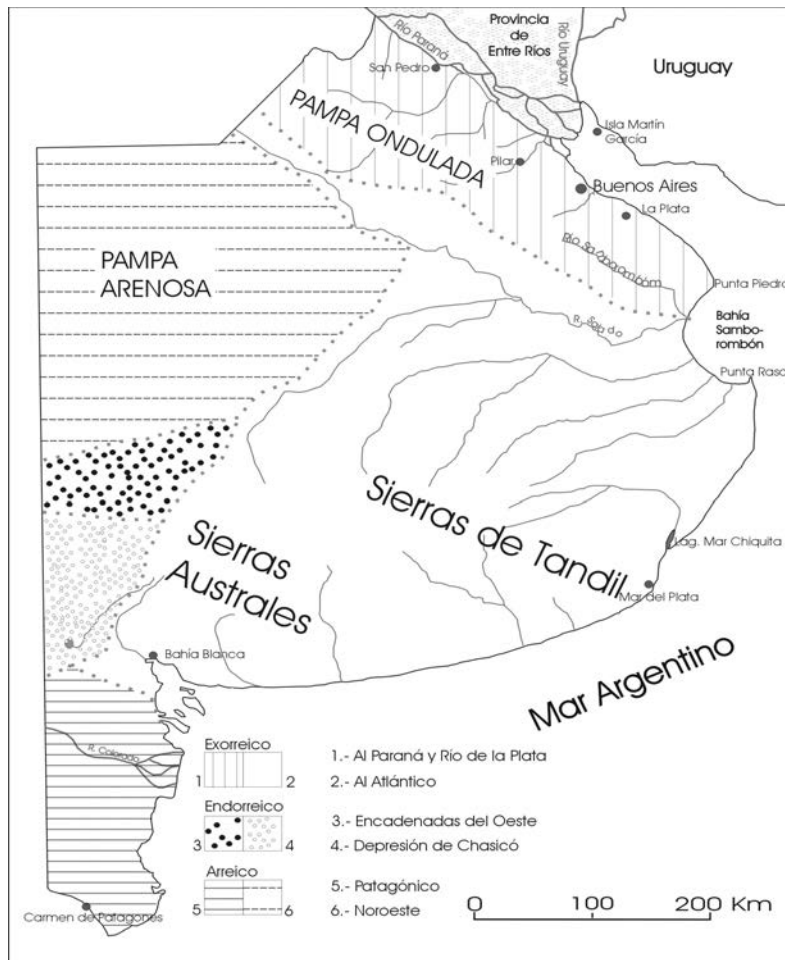 Provincia
de
Entre Ríos
Río Paraná
Río Uruguay
Uruguay
San Pedro
Isla Martín
García
PAMPA ONDULADA
Pilar
Buenos Aires
La Plata
PAMPA
ARENOSA
Punta Piedra
R. Salado
Bahía
Sambo-
rombón
Punta Rasa
Sierras de Tandil
Sierras
Australes
Lag. Mar Chiquita
Mar del Plata
Bahía Blanca
Mar Argentino
R. Colorado
Exorreico
1 2
1.- Al Paraná y Río de la Plata
2.- Al Atlántico
Endorreico
3 4
3.- Encadenadas del Oeste
4.- Depresión de Chasicó
Arreico
5 6
5.- Patagónico
6.- Noroeste
Carmen de Patagones
0 100 200 Km